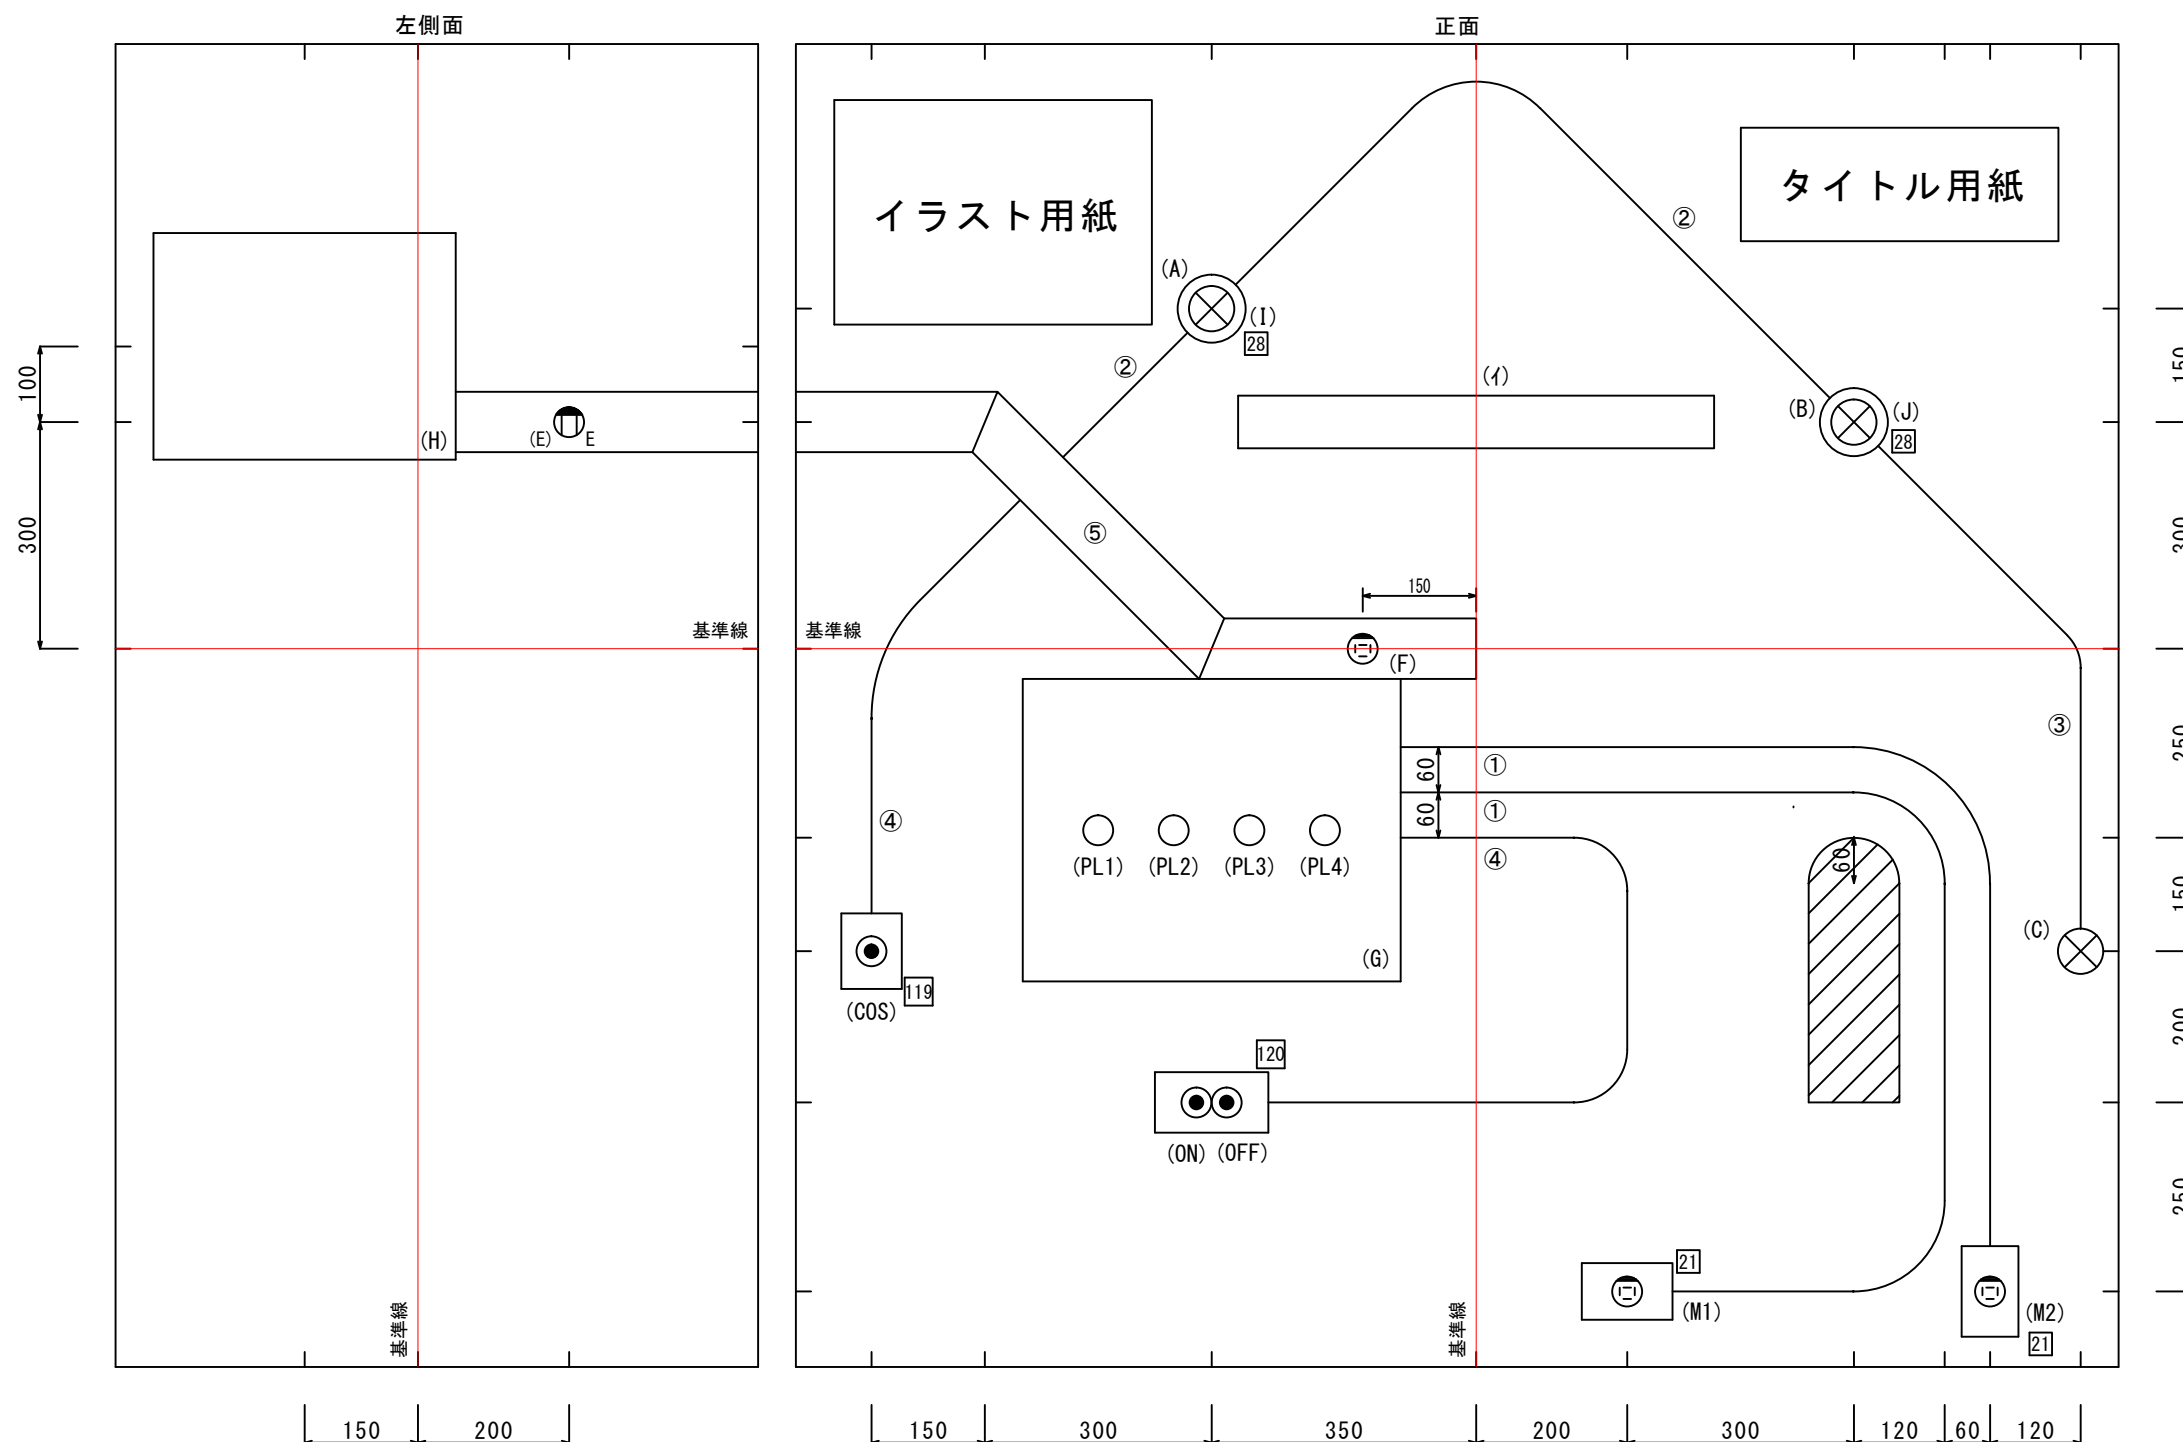 左側面
正面
イラスト用紙
タイトル用紙
②
(A)
(I)
28
②
(イ)
(B)
(J)
28
100
(H)
(E)
E
300
150
300
⑤
150
基準線
基準線
(F)
③
250
60
①
60
①
④
④
60
(PL1)
(PL2)
(PL3)
(PL4)
150
(C)
(G)
119
(COS)
200
120
(ON)
(OFF)
250
21
(M1)
(M2)
21
基準線
基準線
150
200
150
300
350
200
300
120
60
120